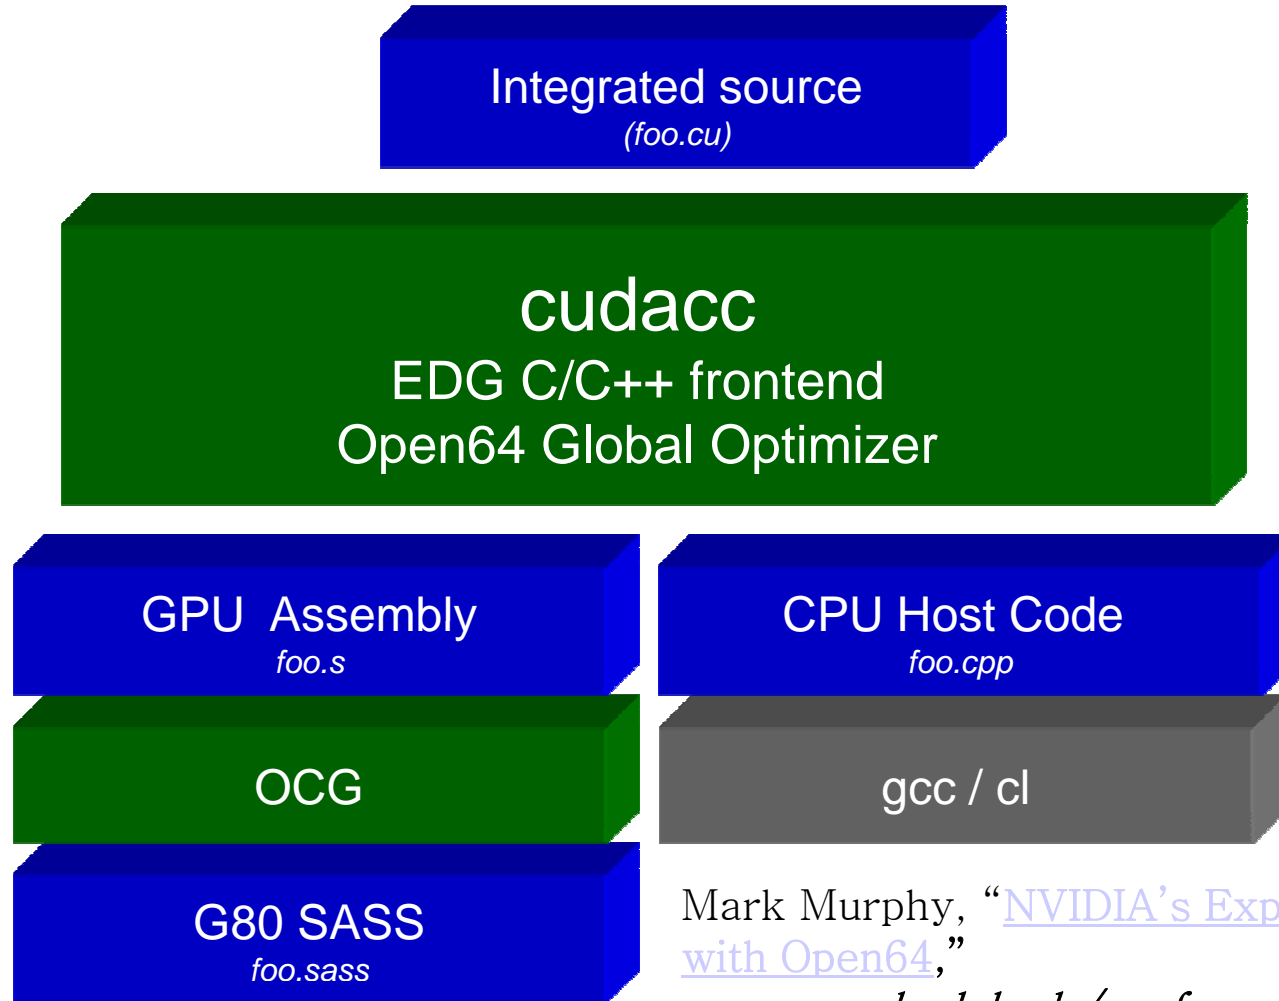 Integrated source
(foo.cu)
cudacc
EDG C/C++ frontend
Open64 Global Optimizer
GPU Assembly
foo.s
CPU Host Code
foo.cpp
OCG
gcc / cl
G80 SASS
foo.sass
Mark Murphy, “NVIDIA’s Exp
with Open64,”